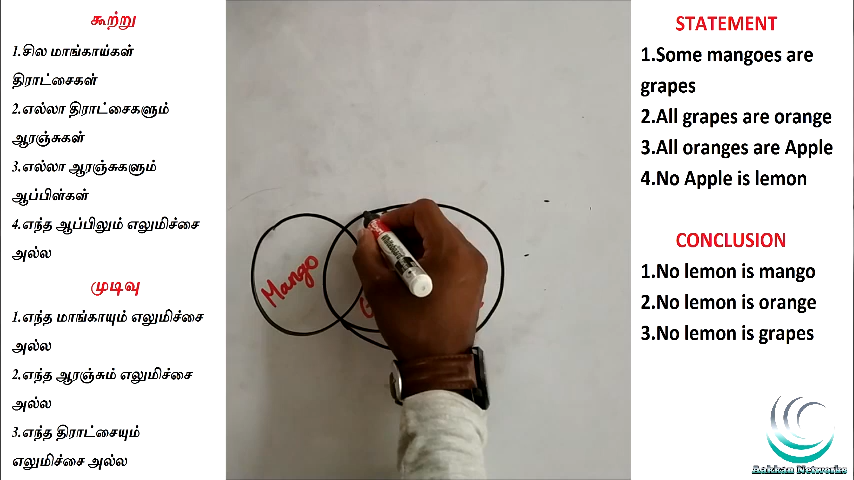 கூற்று
1.சில மாங்காய்கள்
திராட்சைகள்
2.எல்லா திராட்சைகளும்
ஆரஞ்சுகள்
3.எல்லா ஆரஞ்சுகளும்
ஆப்பிள்கள்
4.எந்த ஆப்பிலும் எலுமிச்சை
அல்ல
முடிவு
1.எந்த மாங்காயும் எலுமிச்சை
அல்ல
2.எந்த ஆரஞ்சும் எலுமிச்சை
அல்ல
3.எந்த திராட்சையும்
எலுமிச்சை அல்ல
Mango
STATEMENT
1.Some mangoes are
grapes
2.All grapes are orange
3.All oranges are Apple
4.No Apple is lemon
CONCLUSION
1.No lemon is mango
2.No lemon is orange
3.No lemon is grapes
Aakkan Networks